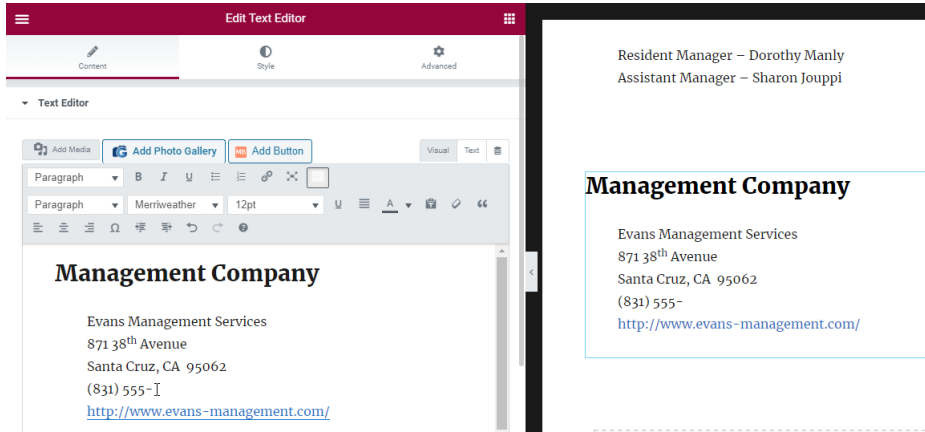 Edit Text Editor
Content
Style
Advanced
Text Editor
Add Media
Add Photo Gallery
MB Add Button
Visual
Text
Paragraph
B I U
Paragraph
Merriweather
12pt
U
A
Ω
Management Company
Evans Management Services
871 38th Avenue
Santa Cruz, CA 95062
(831) 555-
http://www.evans-management.com/
Resident Manager – Dorothy Manly
Assistant Manager – Sharon Jouppi
Management Company
Evans Management Services
871 38th Avenue
Santa Cruz, CA 95062
(831) 555-
http://www.evans-management.com/